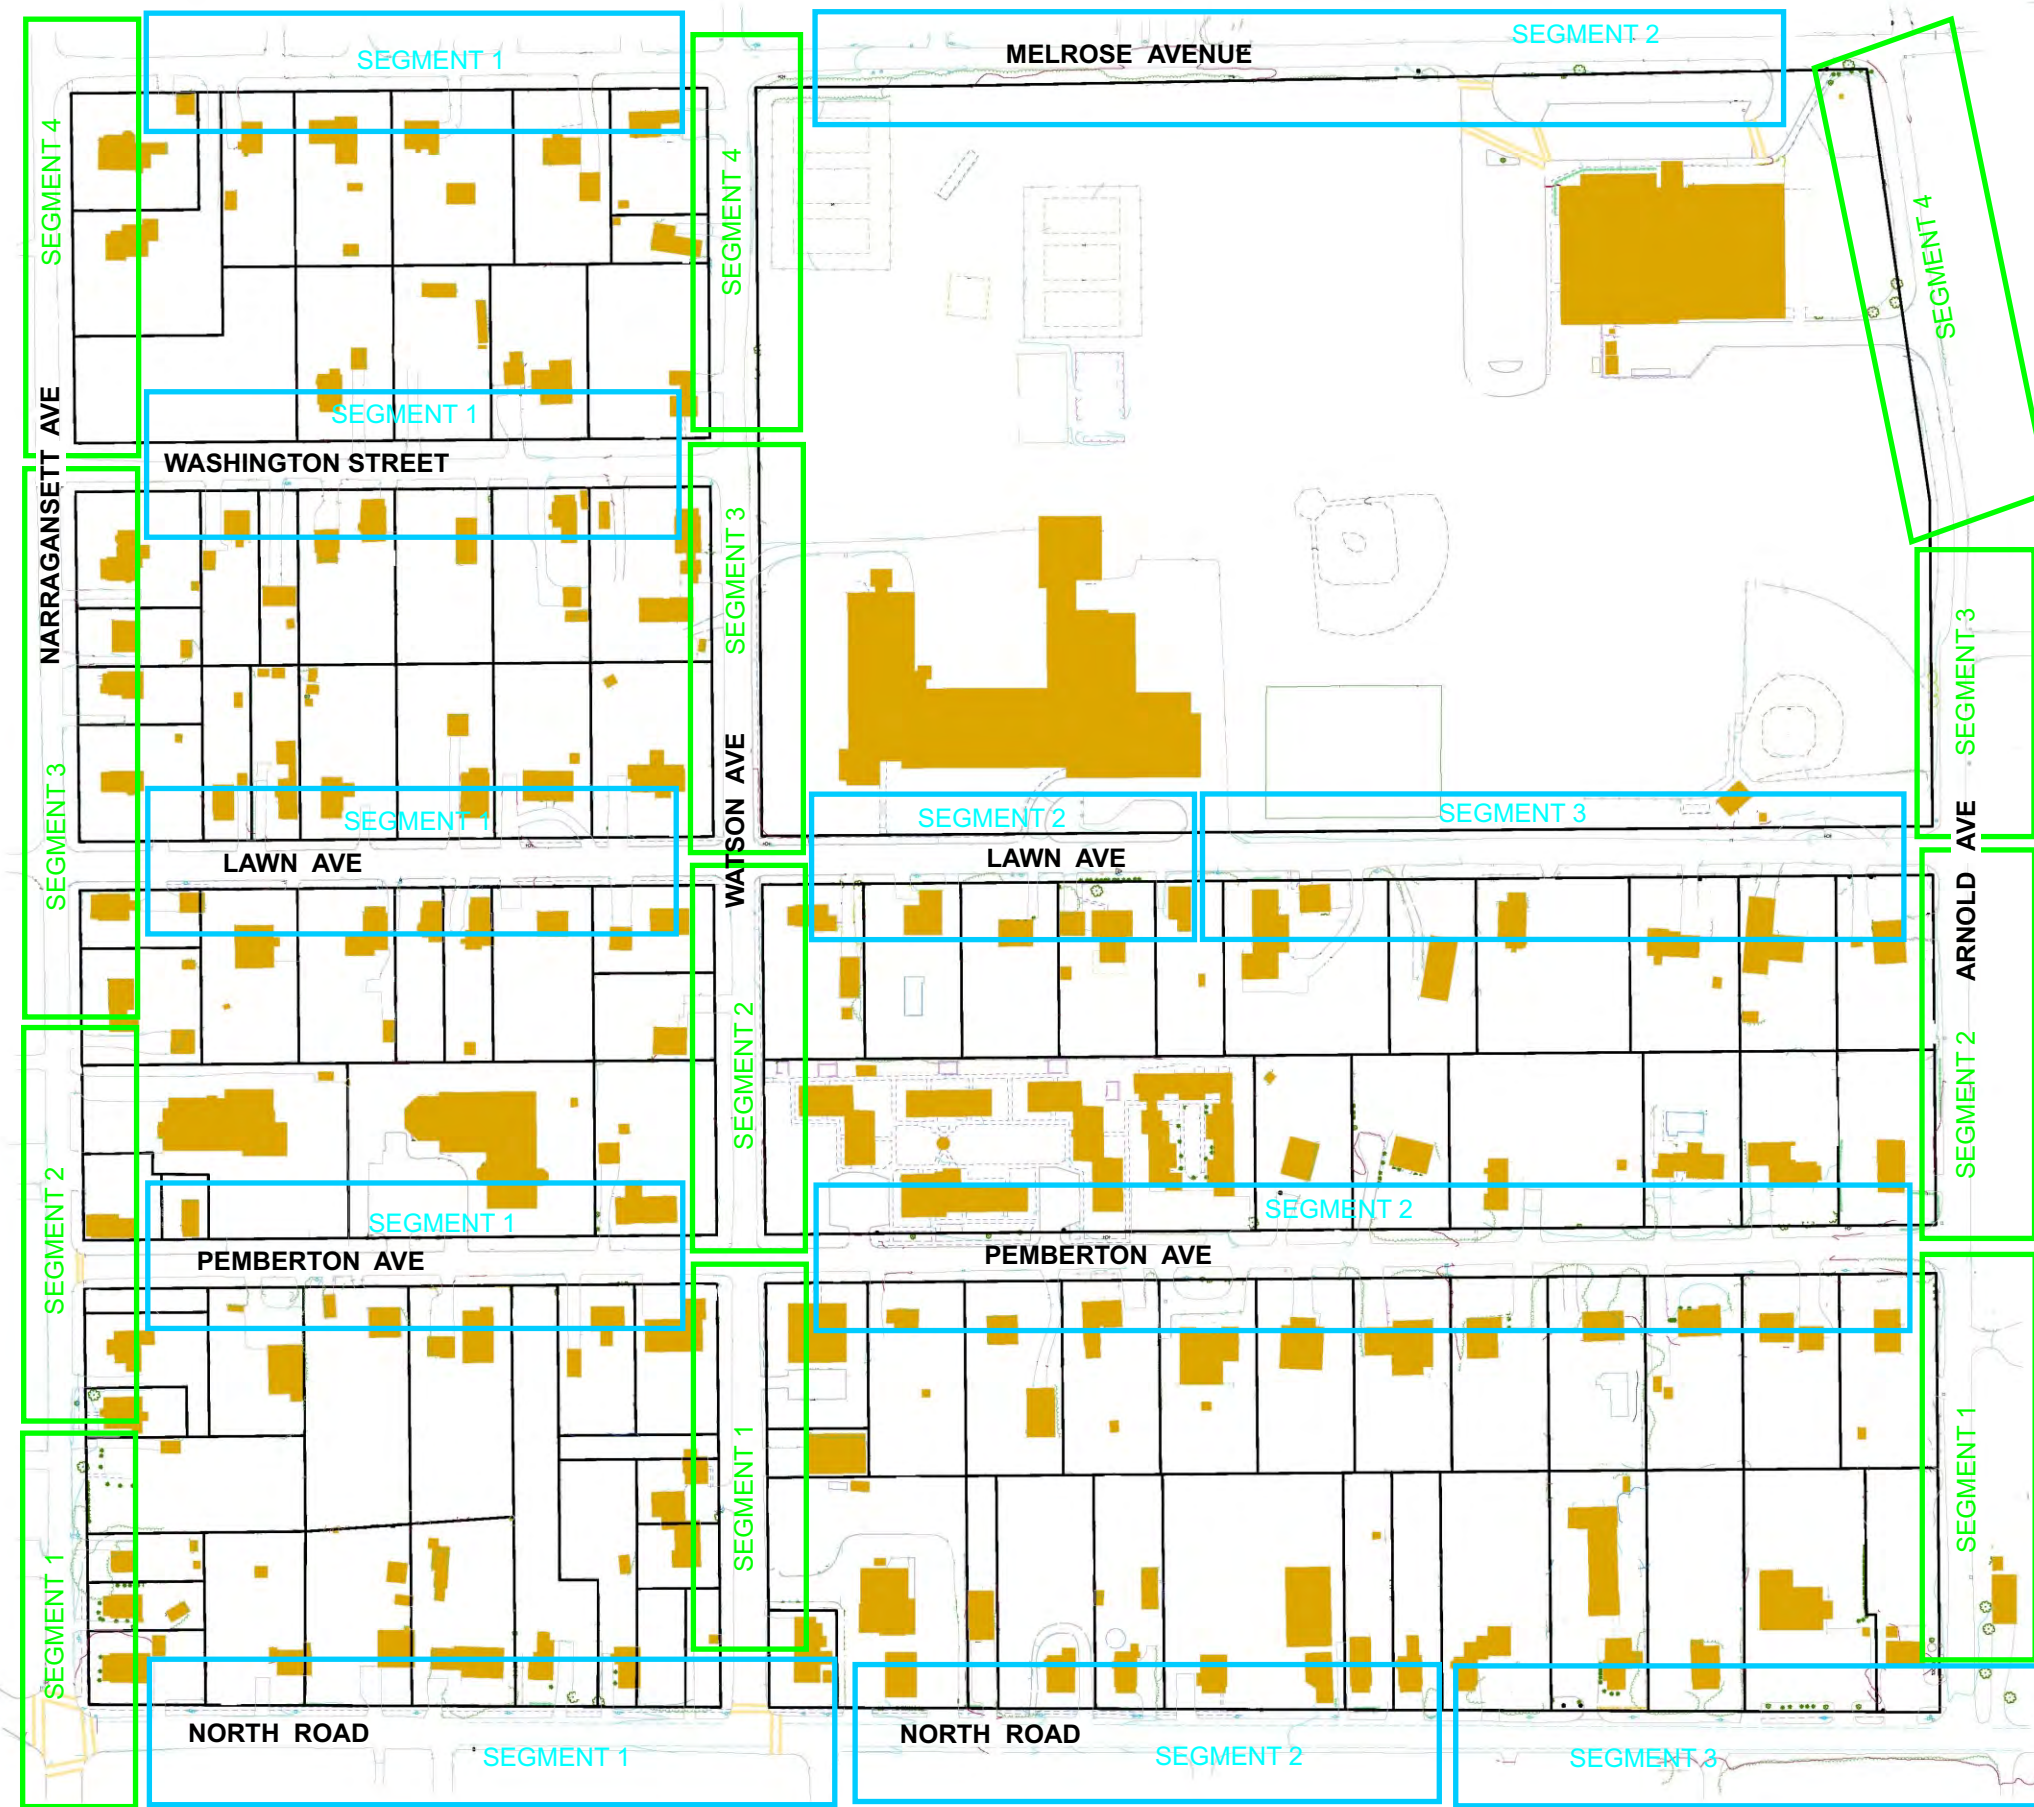 SEGMENT 1
MELROSE AVENUE
SEGMENT 2
SEGMENT 4
SEGMENT 4
SEGMENT 4
SEGMENT 1
WASHINGTON STREET
NARRAGANSETT AVE
SEGMENT 3
SEGMENT 3
SEGMENT 3
SEGMENT 1
SEGMENT 2
SEGMENT 3
LAWN AVE
WATSON AVE
LAWN AVE
ARNOLD AVE
SEGMENT 2
SEGMENT 2
SEGMENT 2
SEGMENT 1
SEGMENT 2
PEMBERTON AVE
PEMBERTON AVE
SEGMENT 1
SEGMENT 1
SEGMENT 1
NORTH ROAD
SEGMENT 1
NORTH ROAD
SEGMENT 2
SEGMENT 3